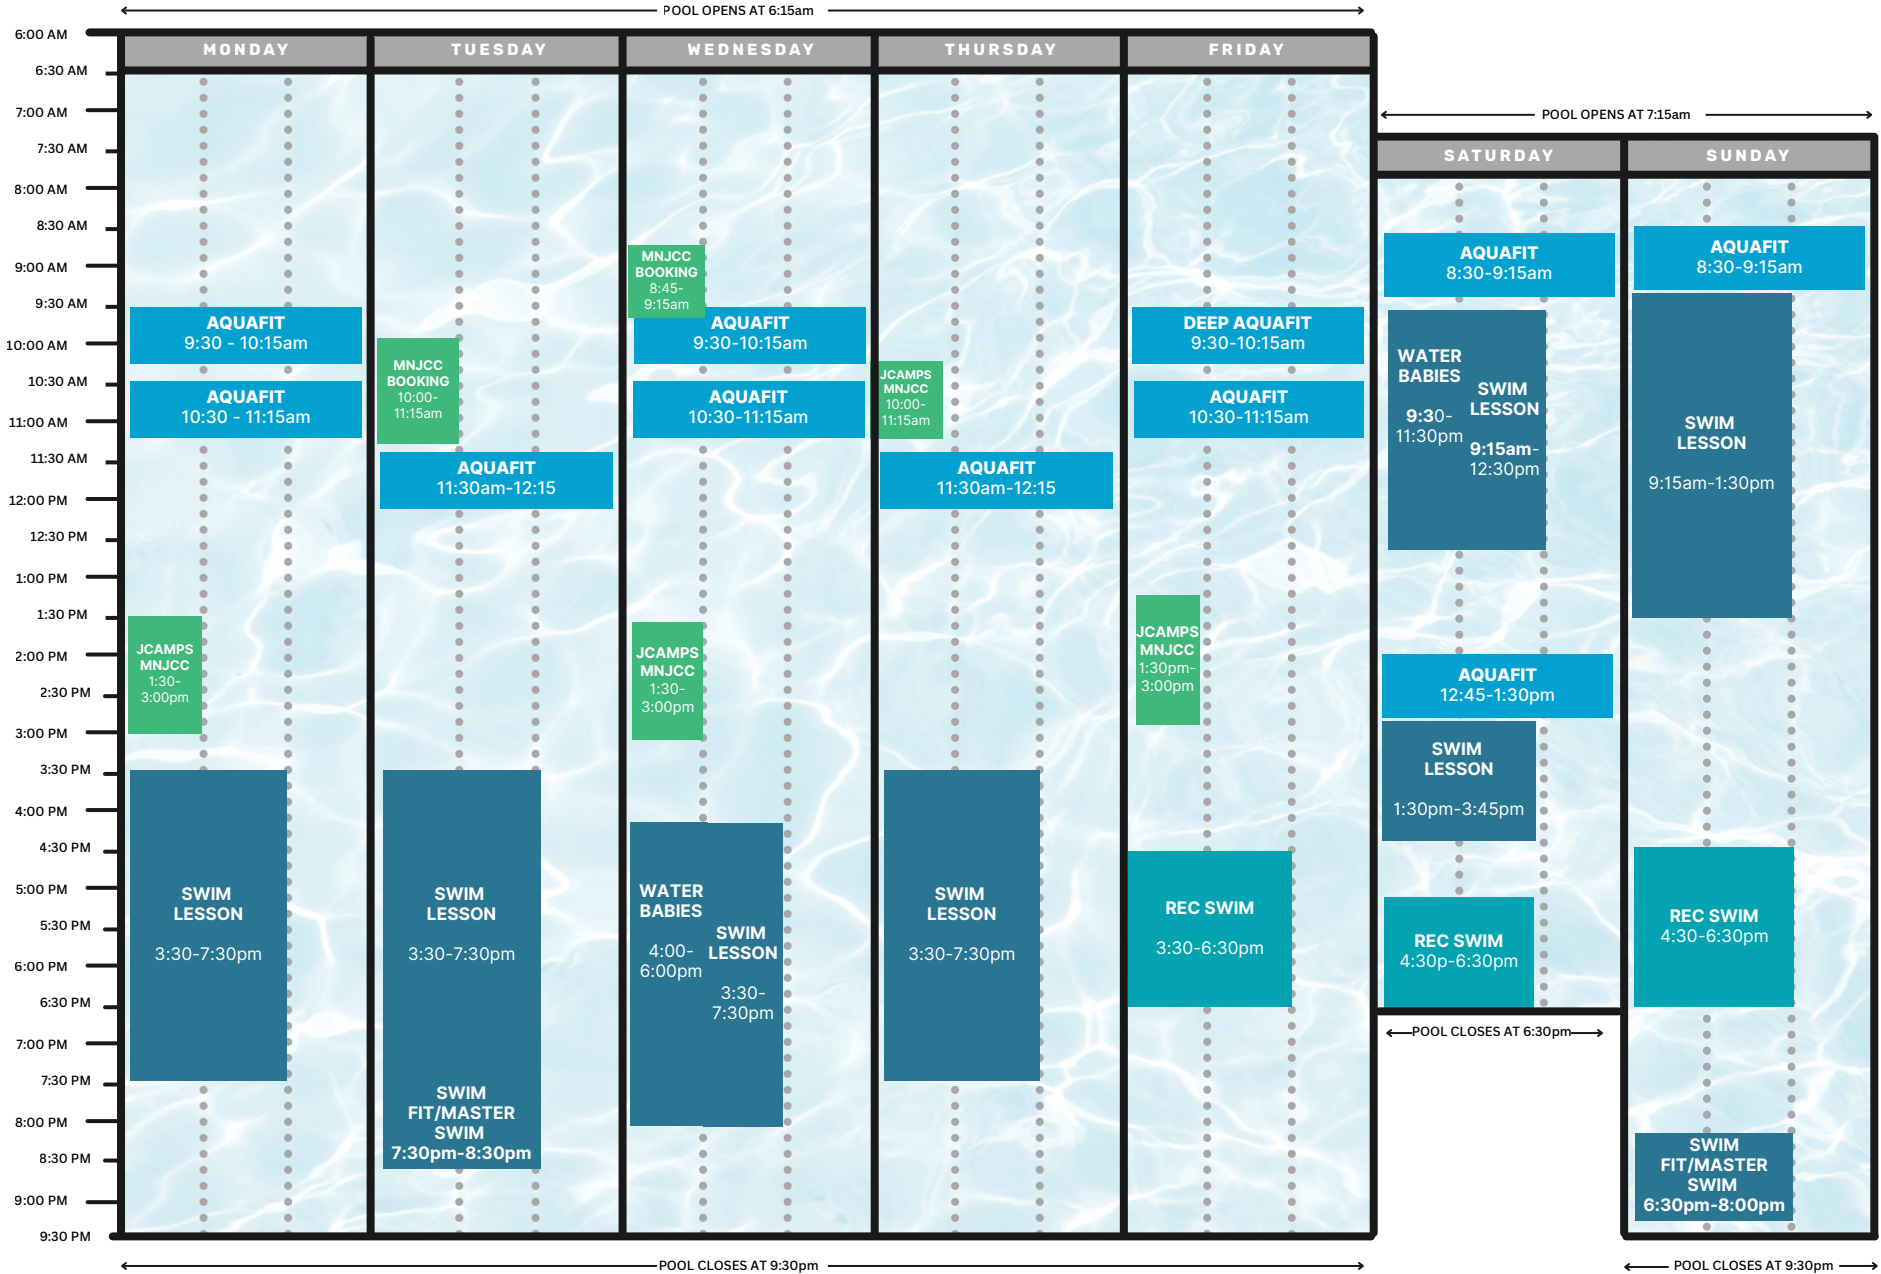 POOL OPENS AT 6:15am
6:00 AM
6:30 AM
7:00 AM
7:30 AM
8:00 AM
8:30 AM
9:00 AM
9:30 AM
10:00 AM
10:30 AM
11:00 AM
11:30 AM
12:00 PM
12:30 PM
1:00 PM
1:30 PM
2:00 PM
2:30 PM
3:00 PM
3:30 PM
4:00 PM
4:30 PM
5:00 PM
5:30 PM
6:00 PM
6:30 PM
7:00 PM
7:30 PM
8:00 PM
8:30 PM
9:00 PM
9:30 PM
MONDAY
AQUAFIT
9:30 - 10:15am
AQUAFIT
10:30 - 11:15am
JCAMPS
MNJCC
1:30-
3:00pm
SWIM
LESSON
3:30-7:30pm
TUESDAY
MNJCC
BOOKING
10:00-
11:15am
AQUAFIT
11:30am-12:15
SWIM
LESSON
3:30-7:30pm
SWIM
FIT/MASTER
SWIM
7:30pm-8:30pm
WEDNESDAY
MNJCC
BOOKING
8:45-
9:15am
AQUAFIT
9:30-10:15am
AQUAFIT
10:30-11:15am
JCAMPS
MNJCC
1:30-
3:00pm
WATER
BABIES
4:00-
6:00pm
SWIM
LESSON
3:30-
7:30pm
THURSDAY
JCAMPS
MNJCC
10:00-
11:15am
AQUAFIT
11:30am-12:15
SWIM
LESSON
3:30-7:30pm
FRIDAY
DEEP AQUAFIT
9:30-10:15am
AQUAFIT
10:30-11:15am
JCAMPS
MNJCC
1:30pm-
3:00pm
REC SWIM
3:30-6:30pm
POOL OPENS AT 7:15am
SATURDAY
AQUAFIT
8:30-9:15am
WATER
BABIES
9:30-
11:30pm
SWIM
LESSON
9:15am-
12:30pm
AQUAFIT
12:45-1:30pm
SWIM
LESSON
1:30pm-3:45pm
REC SWIM
4:30p-6:30pm
POOL CLOSES AT 6:30pm
SUNDAY
AQUAFIT
8:30-9:15am
SWIM
LESSON
9:15am-1:30pm
REC SWIM
4:30-6:30pm
SWIM
FIT/MASTER
SWIM
6:30pm-8:00pm
POOL CLOSES AT 9:30pm
POOL CLOSES AT 9:30pm